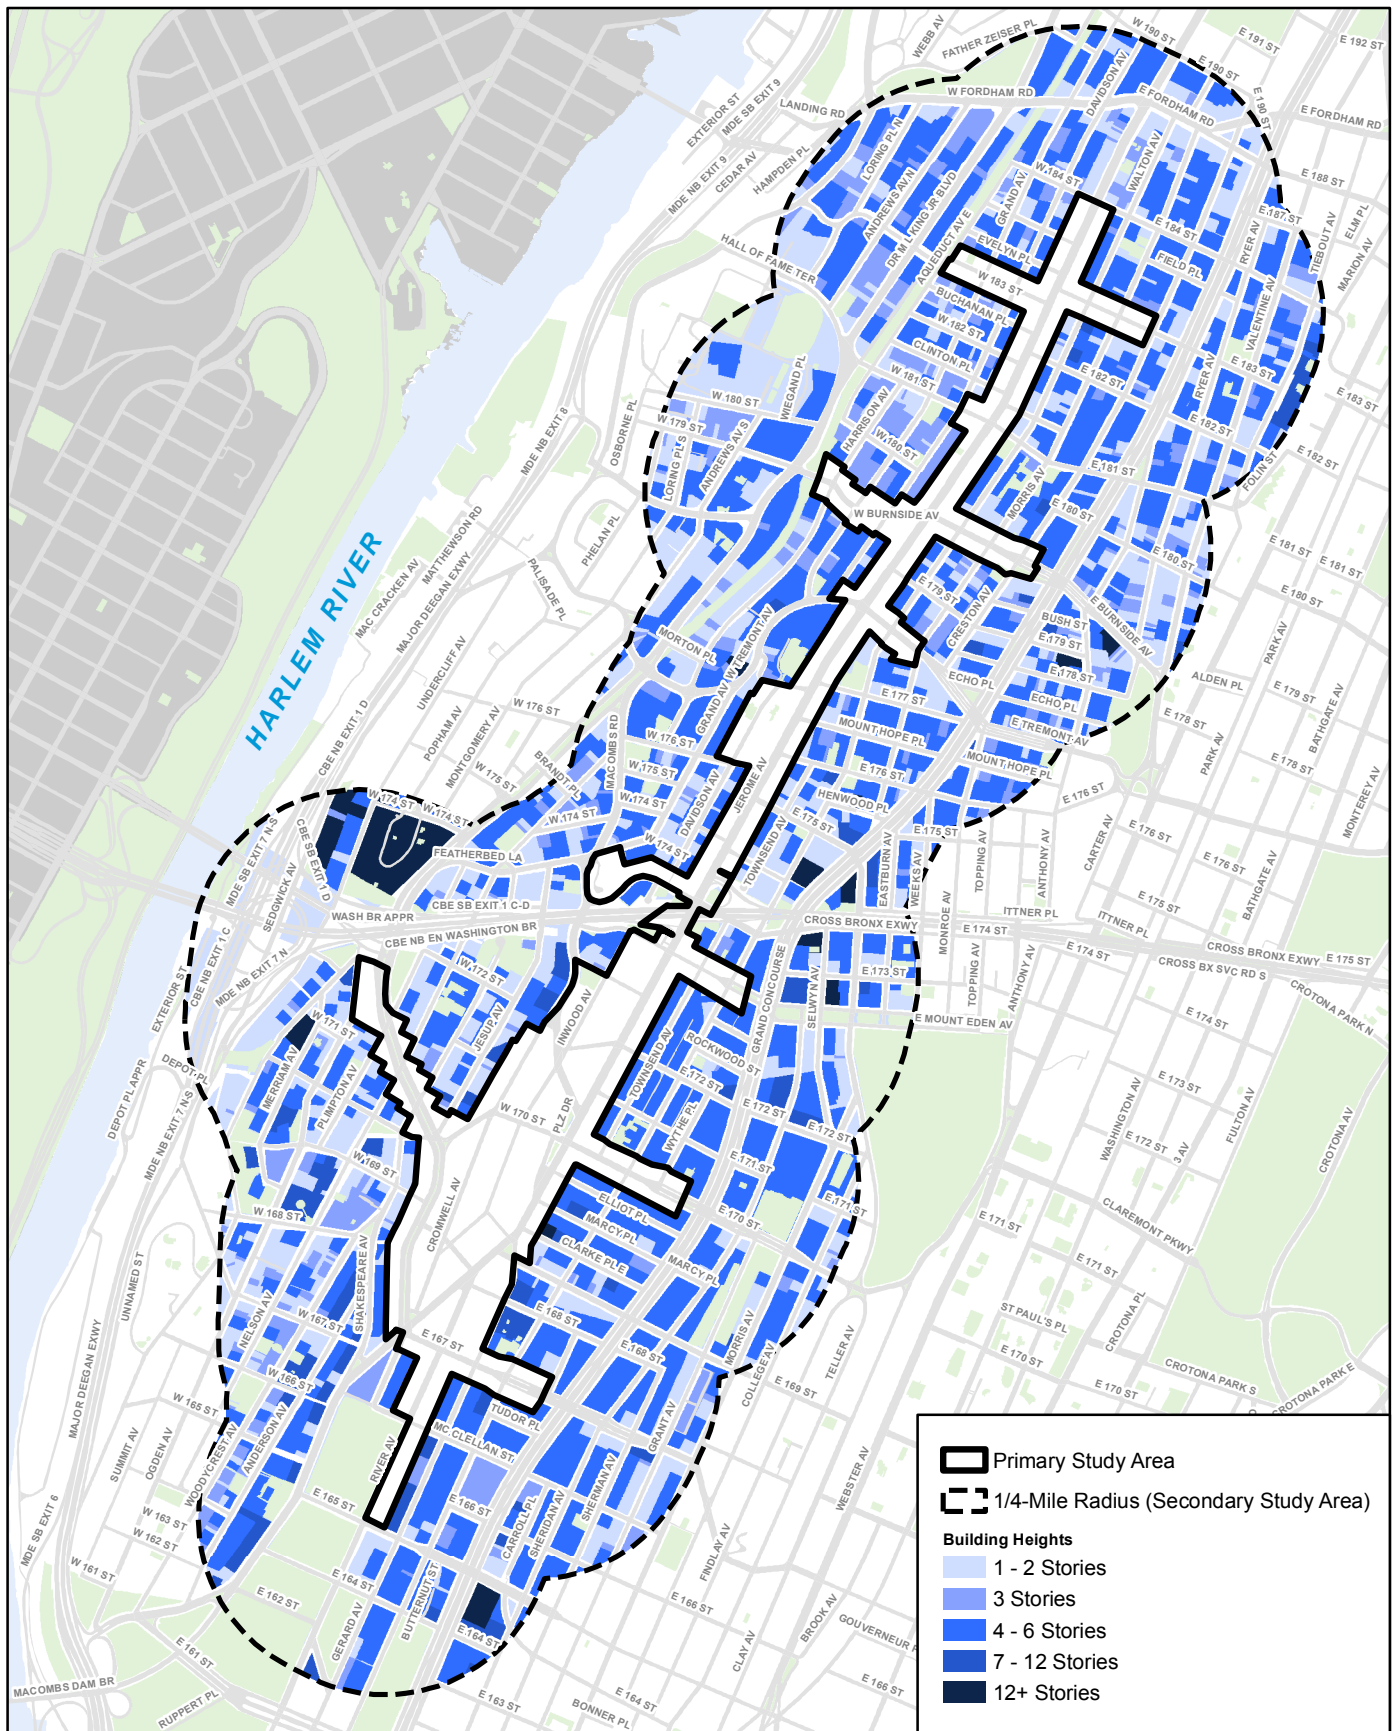 W 190 ST
E 191 ST
E 192 ST
WEBB AV
FATHER ZEISER PL
E 190 ST
DAVIDSON AV
W FORDHAM RD
E FORDHAM RD
E 190 ST
E FORDHAM RD
EXTERIOR ST
MDE SB EXIT 9
LANDING RD
MDE NB EXIT 9
CEDAR AV
HAMPDEN PL
LORING PL N
ANDREWS AV N
DR M L KING JR BLVD
AQUEDUCT AV E
GRAND AV
W 184 ST
WALTON AV
E 188 ST
E 187 ST
TIEBOUT AV
ELM PL
MARION AV
E 184 ST
RYER AV
FIELD PL
VALENTINE AV
HALL OF FAME TER
EVELYN PL
W 183 ST
BUCHANAN PL
W 182 ST
CLINTON PL
W 181 ST
E 182 ST
RYER AV
E 183 ST
E 183 ST
WIEGAND PL
HARRISON AV
W 180 ST
W 180 ST
W 179 ST
ANDREWS AV S
LORING PL S
OSBORNE PL
MDE NB EXIT 8
E 182 ST
E 182 ST
E 181 ST
FOLIN ST
MORRIS AV
E 180 ST
W BURNSIDE AV
E 180 ST
E 181 ST
E 181 ST
E 180 ST
PHELAN PL
MATTHEWSON RD
MAC CRACKEN AV
MAJOR DEEGAN EXWY
PALISADE PL
HARLEM RIVER
UNDERCLIFF AV
E 179 ST
CRESTON AV
BUSH ST
E 179 ST
E BURNSIDE AV
E 178 ST
ECHO PL
ECHO PL
E TREMONT AV
PARK AV
ALDEN PL
E 179 ST
BATHGATE AV
E 178 ST
E 178 ST
PARK AV
MONTEREY AV
MORTON PL
W TREMONT AV
GRAND AV
E 177 ST
MOUNT HOPE PL
MOUNT HOPE PL
E 176 ST
E 176 ST
HENWOOD PL
E 175 ST
CBE NB EXIT 1 D
POPHAM AV
MONTGOMERY AV
W 176 ST
W 175 ST
BRANDT PL
MACOMBS RD
W 176 ST
W 175 ST
W 174 ST
DAVIDSON AV
JEROME AV
W 174 ST
W 174 ST
W 174 ST
W 174 ST
FEATHERBED LA
TOWNSEND AV
EASTBURN AV
WEEKS AV
E 175 ST
TOPPING AV
ANTHONY AV
CARTER AV
E 176 ST
E 176 ST
E 175 ST
BATHGATE AV
MONROE AV
ITTNER PL
ITTNER PL
MDE SB EXIT 7 N-S
CBE SB EXIT 1 D
SEDGWICK AV
WASH BR APPR
CBE SB EXIT 1 C-D
CBE NB EN WASHINGTON BR
CROSS BRONX EXWY
E 174 ST
E 174 ST
CROSS BRONX EXWY
CROSS BX SVC RD S
E 175 ST
CROTONA PARK N
CBE NB EXIT 1 C
MDE NB EXIT 7 N
EXTERIOR ST
W 172 ST
JESUP AV
INWOOD AV
GRAND CONCOURSE
SELWYN AV
E 173 ST
TOPPING AV
ANTHONY AV
E MOUNT EDEN AV
E 174 ST
E 173 ST
W 171 ST
MERRIAM AV
PLIMPTON AV
DEPOT PL
DEPOT PL APPR
MDE NB EXIT 7 N-S
ROCKWOOD ST
TOWNSEND AV
E 172 ST
WYTHE PL
E 172 ST
E 172 ST
E 171 ST
WASHINGTON AV
FULTON AV
E 172 ST
3 AV
CROTONA AV
W 170 ST
PLZ DR
W 169 ST
CROMWELL AV
W 168 ST
ELLIOT PL
MARCY PL
CLARKE PL E
MARCY PL
E 170 ST
E 171 ST
E 171 ST
CLAREMONT PKWY
E 171 ST
CROTONA PL
ST PAUL'S PL
E 170 ST
E 170 ST
CROTONA PARK S
CROTONA PARK E
UNNAMED ST
MAJOR DEEGAN EXWY
SHAKESPEARE AV
NELSON AV
W 167 ST
E 167 ST
E 168 ST
E 168 ST
MORRIS AV
COLLEGE AV
TELLER AV
E 169 ST
W 166 ST
W 165 ST
SUMMIT AV
OGDEN AV
WOODYCREST AV
ANDERSON AV
RIVER AV
TUDOR PL
MC CLELLAN ST
GRANT AV
SHERMAN AV
E 166 ST
CARROLL PL
SHERIDAN AV
WEBSTER AV
FINDLAY AV
MDE SB EXIT 6
W 163 ST
W 162 ST
W 161 ST
E 165 ST
E 164 ST
E 162 ST
E 161 ST
GERARD AV
BUTTERNUT ST
E 164 ST
E 163 ST
E 164 ST
E 166 ST
E 166 ST
CLAY AV
BROOK AV
GOUVERNEUR
BONNER PL
RUPPERT PL
MACOMBS DAM BR
Primary Study Area
1/4-Mile Radius (Secondary Study Area)
Building Heights
1 - 2 Stories
3 Stories
4 - 6 Stories
7 - 12 Stories
12+ Stories